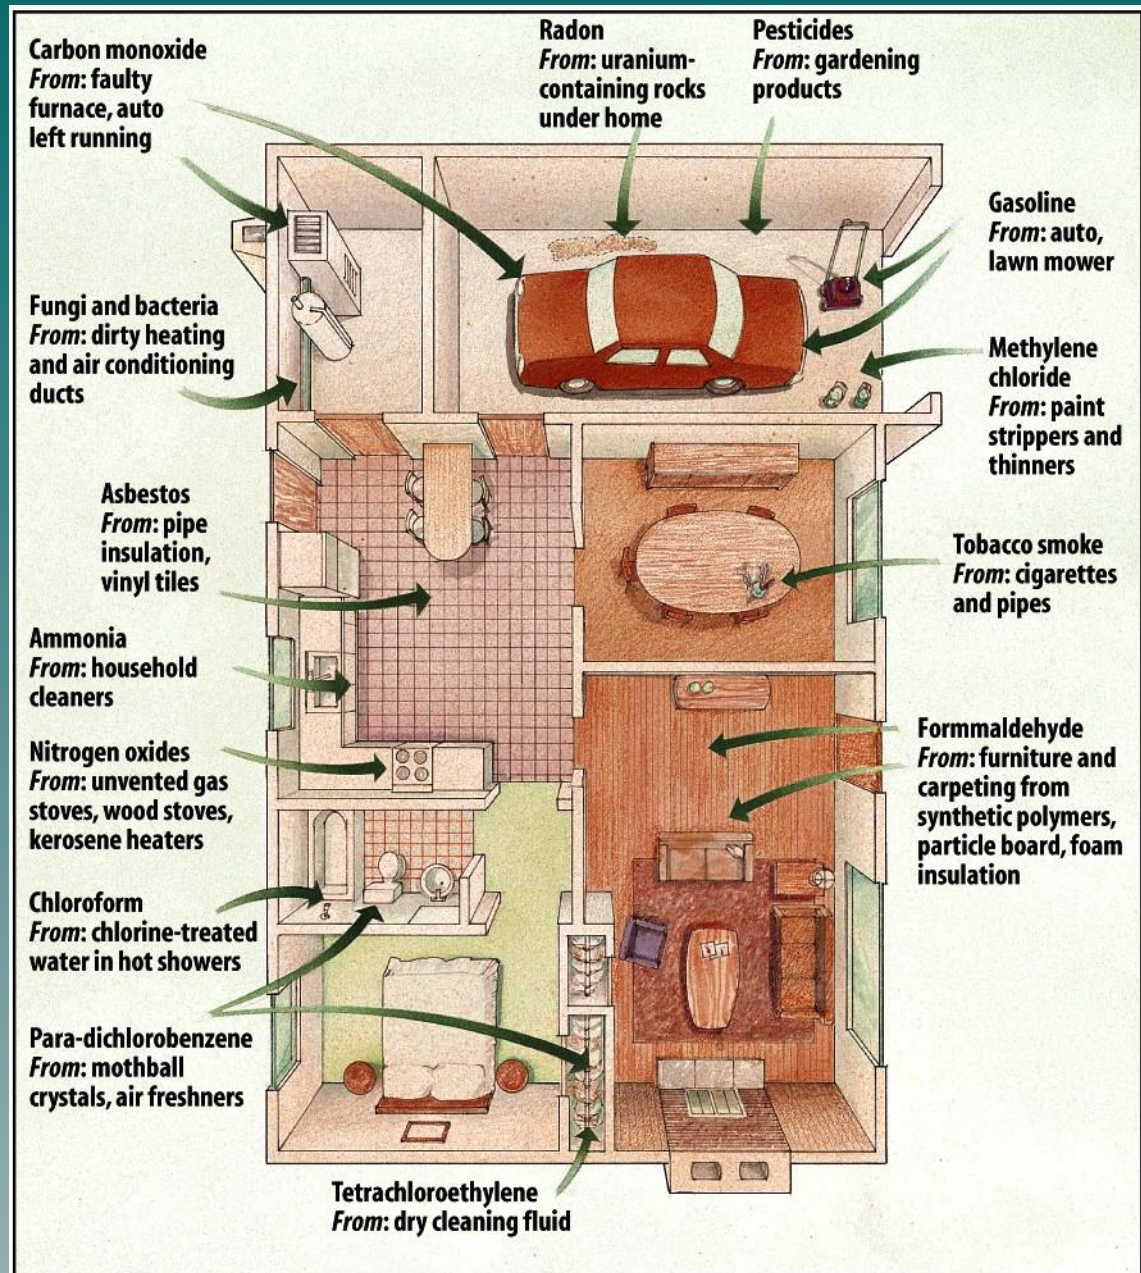 Carbon monoxide
From: faulty
furnace, auto
left running
Radon
From: uranium-
containing rocks
under home
Pesticides
From: gardening
products
Gasoline
From: auto,
lawn mower
Fungi and bacteria
From: dirty heating
and air conditioning
ducts
Methylene
chloride
From: paint
strippers and
thinners
Asbestos
From: pipe
insulation,
vinyl tiles
Tobacco smoke
From: cigarettes
and pipes
Ammonia
From: household
cleaners
Nitrogen oxides
From: unvented gas
stoves, wood stoves,
kerosene heaters
Formmaldehyde
From: furniture and
carpeting from
synthetic polymers,
particle board, foam
insulation
Chloroform
From: chlorine-treated
water in hot showers
Para-dichlorobenzene
From: mothball
crystals, air freshners
Tetrachloroethylene
From: dry cleaning fluid